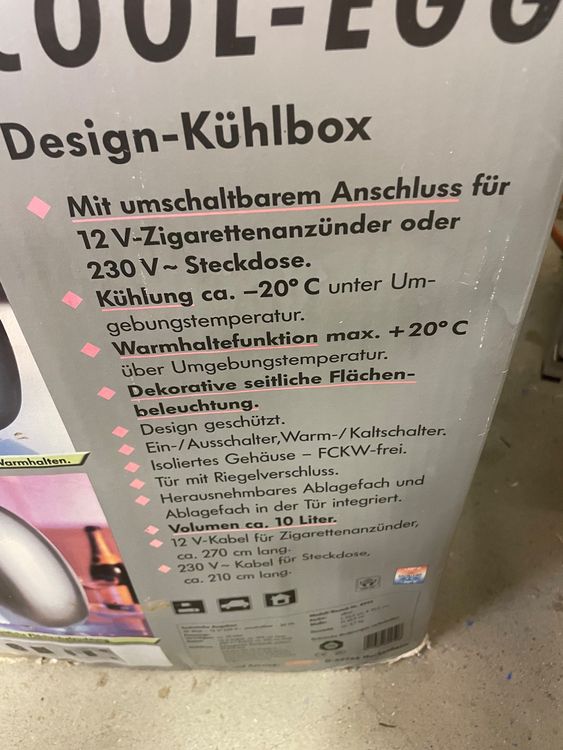 COOL-EGG
Design-Kühlbox
Mit umschaltbarem Anschluss für
12 V-Zigarettenanzünder oder
230 V~ Steckdose.
Kühlung ca. –20° C unter Um-
gebungstemperatur.
Warmhaltefunktion max. +20° C
über Umgebungstemperatur.
Dekorative seitliche Flächen-
beleuchtung.
Design geschützt.
Ein-/Ausschalter, Warm-/Kaltschalter.
Isoliertes Gehäuse – FCKW-frei.
Tür mit Riegelverschluss.
Herausnehmbares Ablagefach und
Ablagefach in der Tür integriert.
Volumen ca. 10 Liter.
12 V-Kabel für Zigarettenanzünder,
ca. 270 cm lang.
230 V~ Kabel für Steckdose,
ca. 210 cm lang.
Warmhalten.